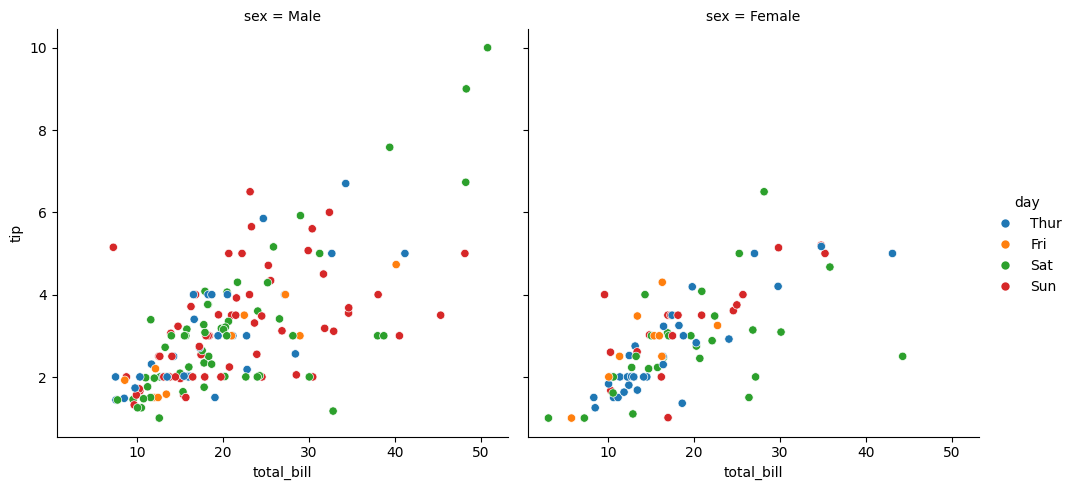 sex = Male
sex = Female
10
8
6
4
2
tip
10 20 30 40 50
10 20 30 40 50
total_bill
total_bill
day
Thur
Fri
Sat
Sun